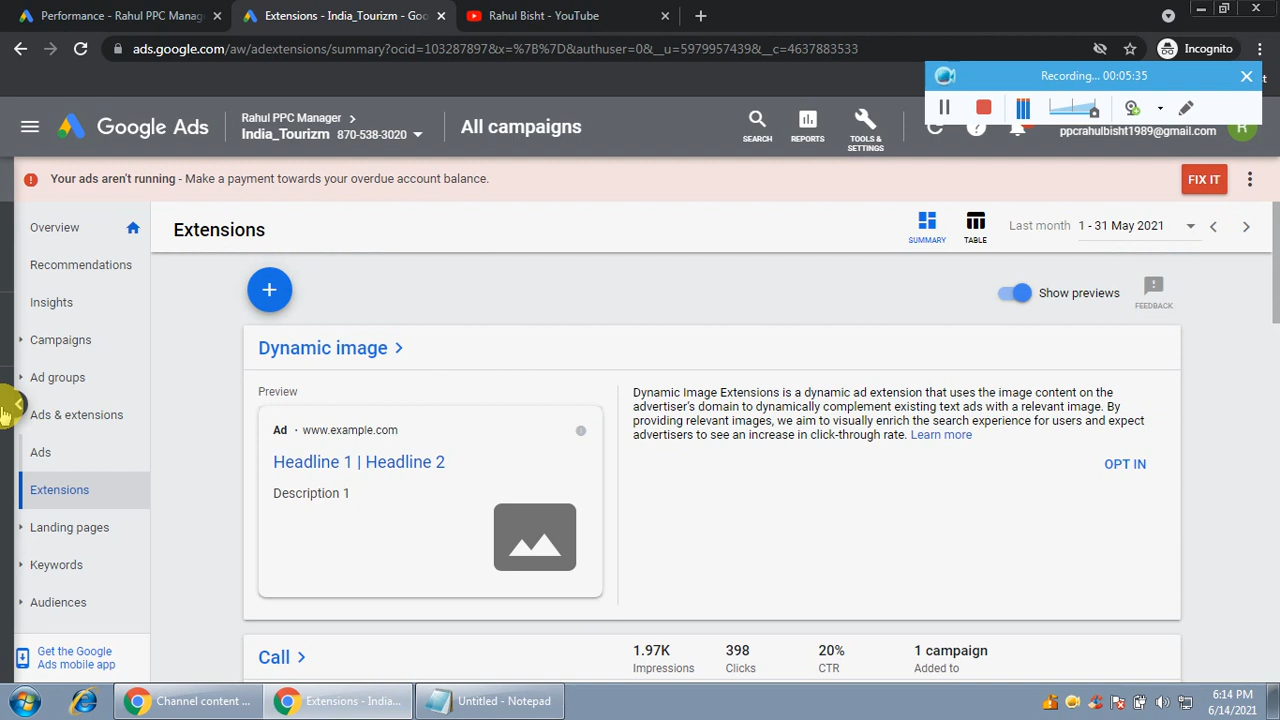 Performance - Rahul PPC Manag
Extensions - India_Tourizm - Goo
Rahul Bisht - YouTube
ads.google.com/aw/adextensions/summary?ocid=103287897&x=%7B%7D&authuser=0&__u=5979957439&__c=4637883533
Incognito
Recording... 00:05:35
Google Ads
Rahul PPC Manager
India_Tourizm 870-538-3020
All campaigns
SEARCH
REPORTS
TOOLS &
SETTINGS
ppcrahulbisht1989@gmail.com
R
Your ads aren't running - Make a payment towards your overdue account balance.
FIX IT
Overview
Recommendations
Insights
Campaigns
Ad groups
Ads & extensions
Ads
Extensions
Landing pages
Keywords
Audiences
Get the Google
Ads mobile app
Extensions
SUMMARY
TABLE
Last month 1 - 31 May 2021
Show previews
FEEDBACK
Dynamic image
Preview
Ad · www.example.com
Headline 1 | Headline 2
Description 1
Dynamic Image Extensions is a dynamic ad extension that uses the image content on the
advertiser's domain to dynamically complement existing text ads with a relevant image. By
providing relevant images, we aim to visually enrich the search experience for users and expect
advertisers to see an increase in click-through rate. Learn more
OPT IN
Call
1.97K
Impressions
398
Clicks
20%
CTR
1 campaign
Added to
Channel content ...
Extensions - India...
Untitled - Notepad
6:14 PM
6/14/2021